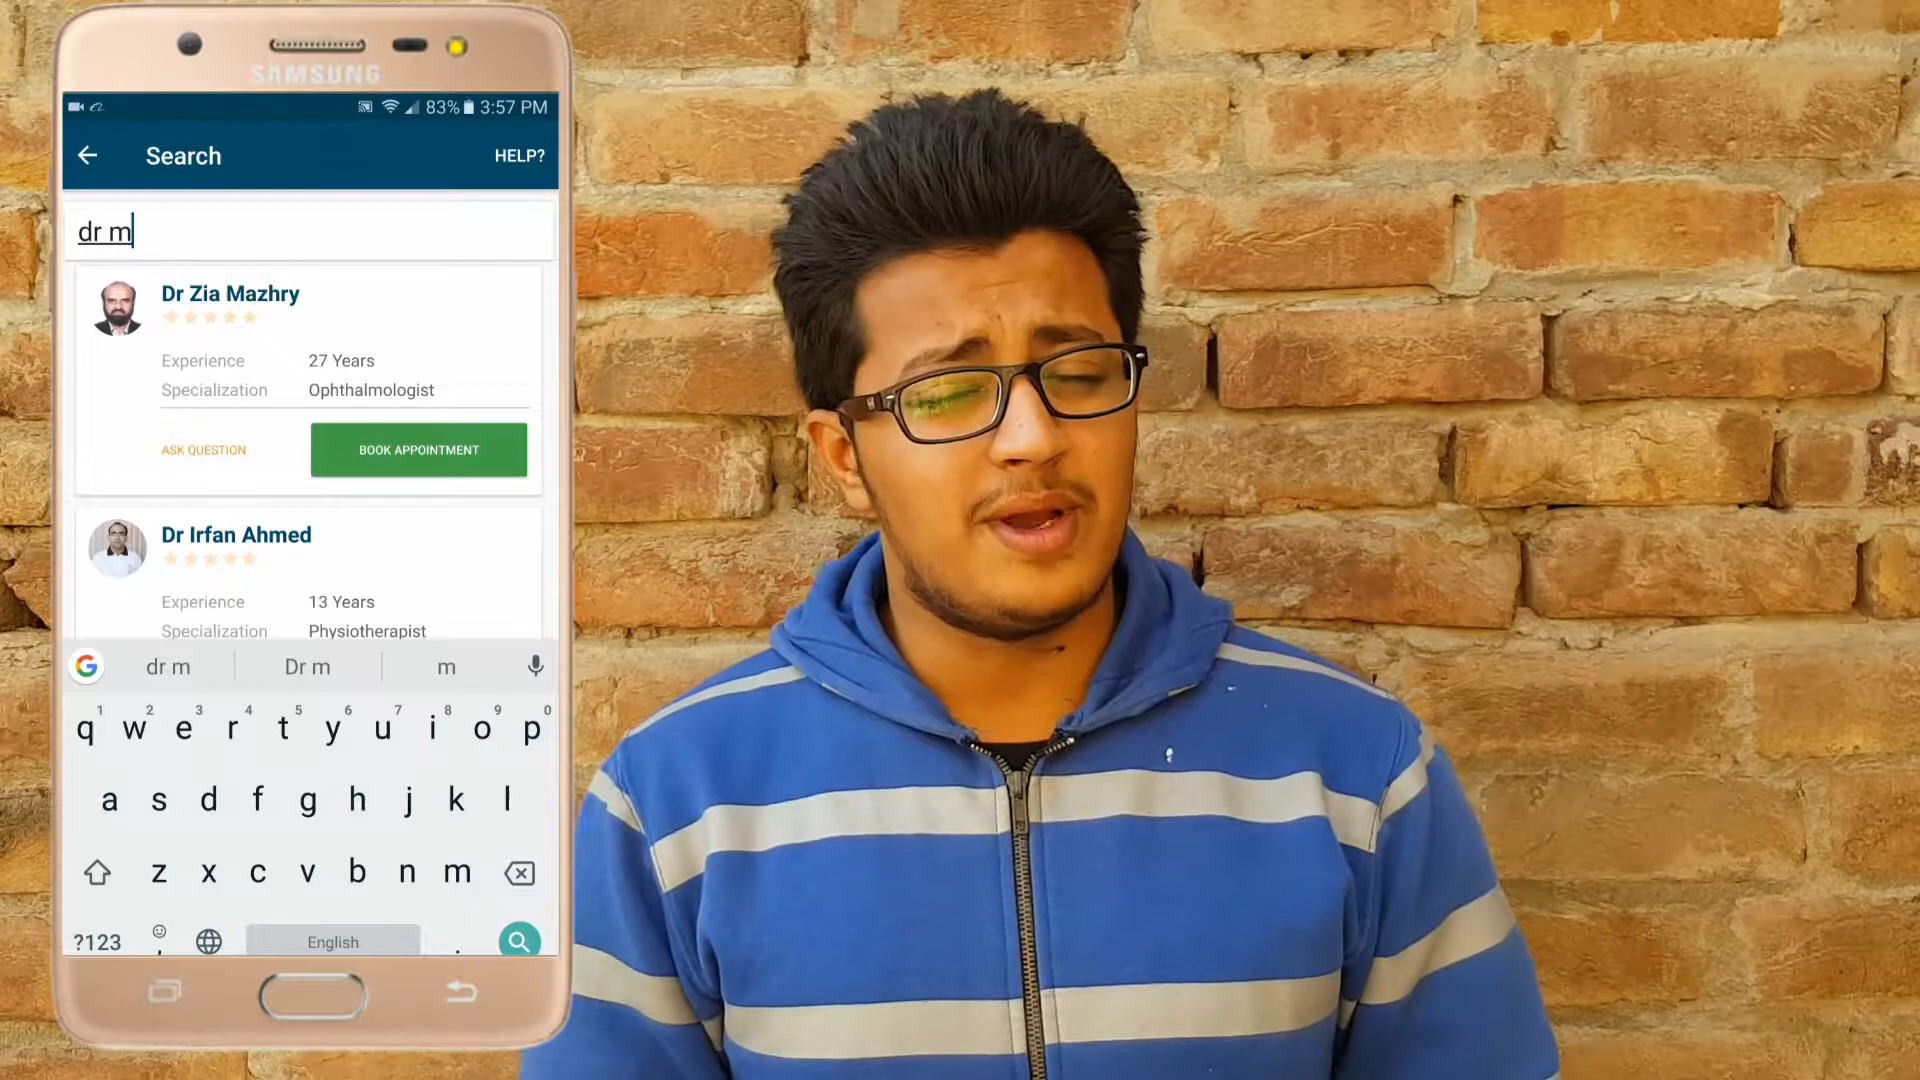 SAMSUNG
83% 3:57 PM
Search HELP?
dr m
Dr Zia Mazhry
Experience 27 Years
Specialization Ophthalmologist
ASK QUESTION BOOK APPOINTMENT
Dr Irfan Ahmed
Experience 13 Years
Specialization Physiotherapist
G dr m Dr m m
1 2 3 4 5 6 7 8 9 0
q w e r t y u i o p
a s d f g h j k l
z x c v b n m
?123 , English .